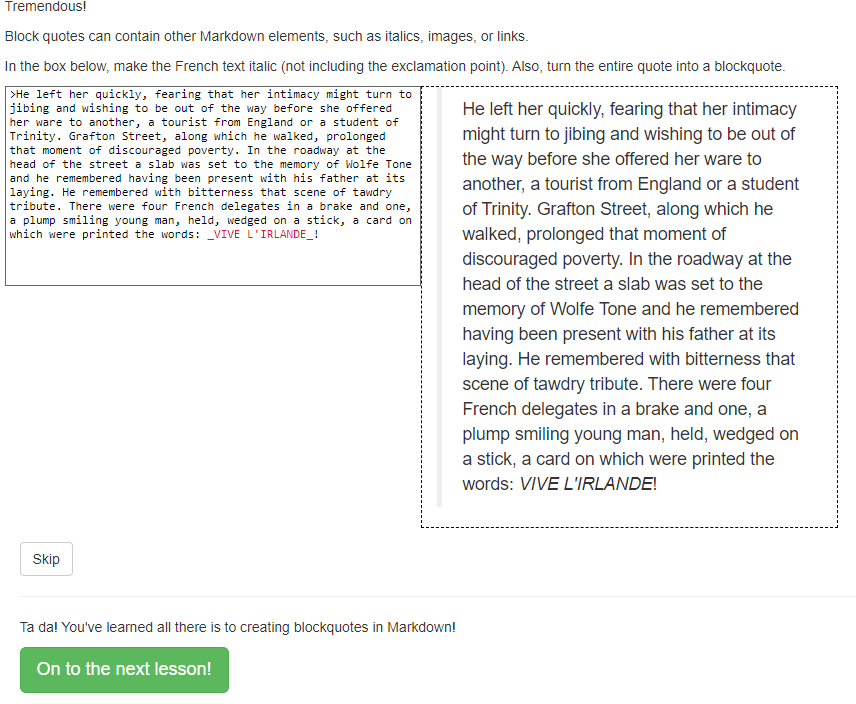 Tremendous!
Block quotes can contain other Markdown elements, such as italics, images, or links.
In the box below, make the French text italic (not including the exclamation point). Also, turn the entire quote into a blockquote.
>He left her quickly, fearing that her intimacy might turn to
jibing and wishing to be out of the way before she offered
her ware to another, a tourist from England or a student of
Trinity. Grafton Street, along which he walked, prolonged
that moment of discouraged poverty. In the roadway at the
head of the street a slab was set to the memory of Wolfe Tone
and he remembered having been present with his father at its
laying. He remembered with bitterness that scene of tawdry
tribute. There were four French delegates in a brake and one,
a plump smiling young man, held, wedged on a stick, a card on
which were printed the words: _VIVE L'IRLANDE_!
He left her quickly, fearing that her intimacy
might turn to jibing and wishing to be out of
the way before she offered her ware to
another, a tourist from England or a student
of Trinity. Grafton Street, along which he
walked, prolonged that moment of
discouraged poverty. In the roadway at the
head of the street a slab was set to the
memory of Wolfe Tone and he remembered
having been present with his father at its
laying. He remembered with bitterness that
scene of tawdry tribute. There were four
French delegates in a brake and one, a
plump smiling young man, held, wedged on
a stick, a card on which were printed the
words: VIVE L'IRLANDE!
Skip
Ta da! You've learned all there is to creating blockquotes in Markdown!
On to the next lesson!